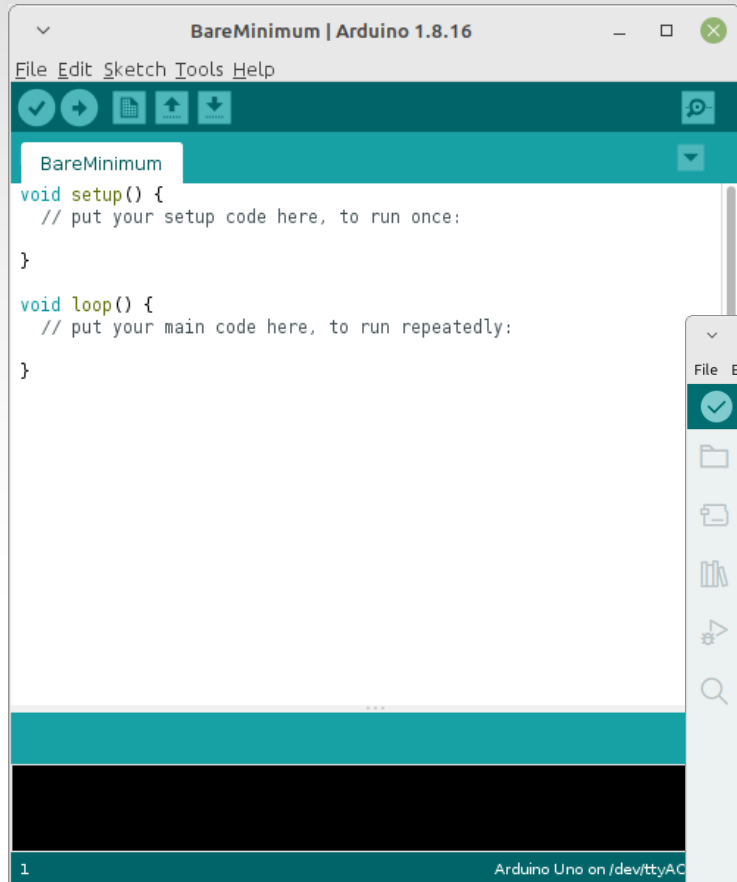 BareMinimum | Arduino 1.8.16
File Edit Sketch Tools Help
BareMinimum
void setup() {
  // put your setup code here, to run once:
}
void loop() {
  // put your main code here, to run repeatedly:
}
File
1
Arduino Uno on /dev/ttyAC